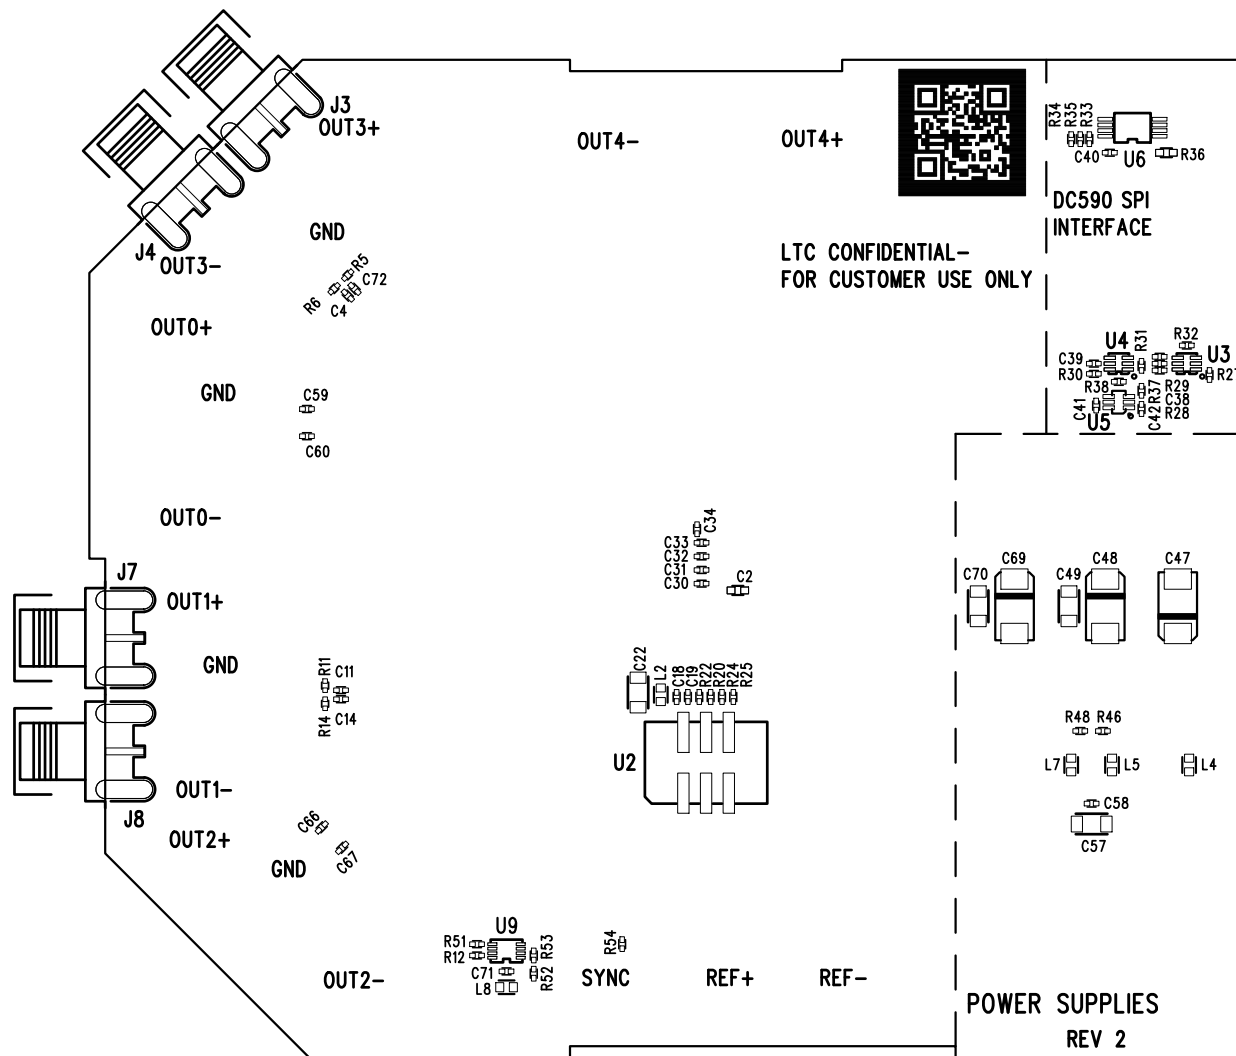 J3
OUT3+
OUT4-
OUT4+
R34
R35
R33
C40
U6
R36
DC590 SPI
INTERFACE
J4
OUT3-
GND
LTC CONFIDENTIAL-
FOR CUSTOMER USE ONLY
R5
C72
R6
C4
OUT0+
U4
R31
R32
U3
C39
R30
R38
R37
R29
R27
C41
U5
C42
C38
R28
GND
C59
C60
OUT0-
C34
C33
C32
C31
C30
C2
C70
C69
C49
C48
C47
J7
OUT1+
GND
R11
C11
R14
C14
C22
L2
C18
C19
R22
R20
R24
R25
U2
R48
R46
L7
L5
L4
C58
C57
OUT1-
J8
OUT2+
C66
C67
GND
U9
R51
R12
R53
R52
C71
L8
R54
OUT2-
SYNC
REF+
REF-
POWER SUPPLIES
REV 2